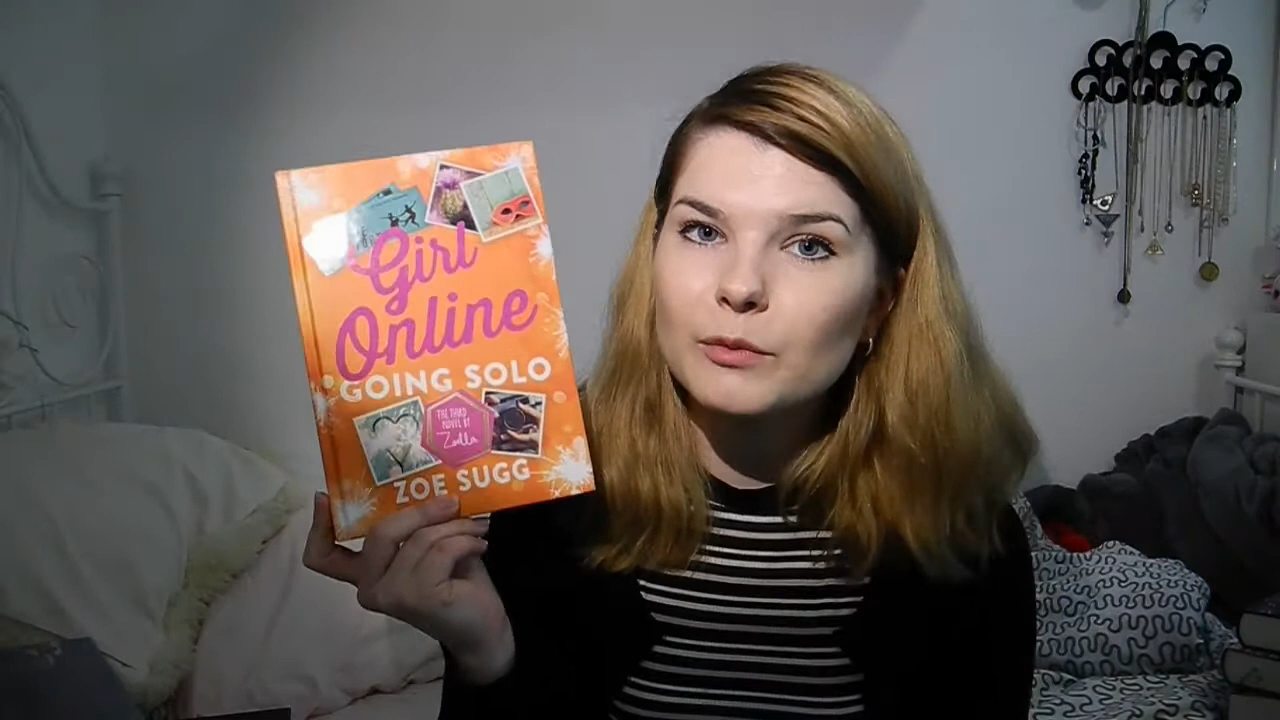 Girl
Online
GOING SOLO
THE THIRD
NOVEL BY
Zoella
ZOE SUGG